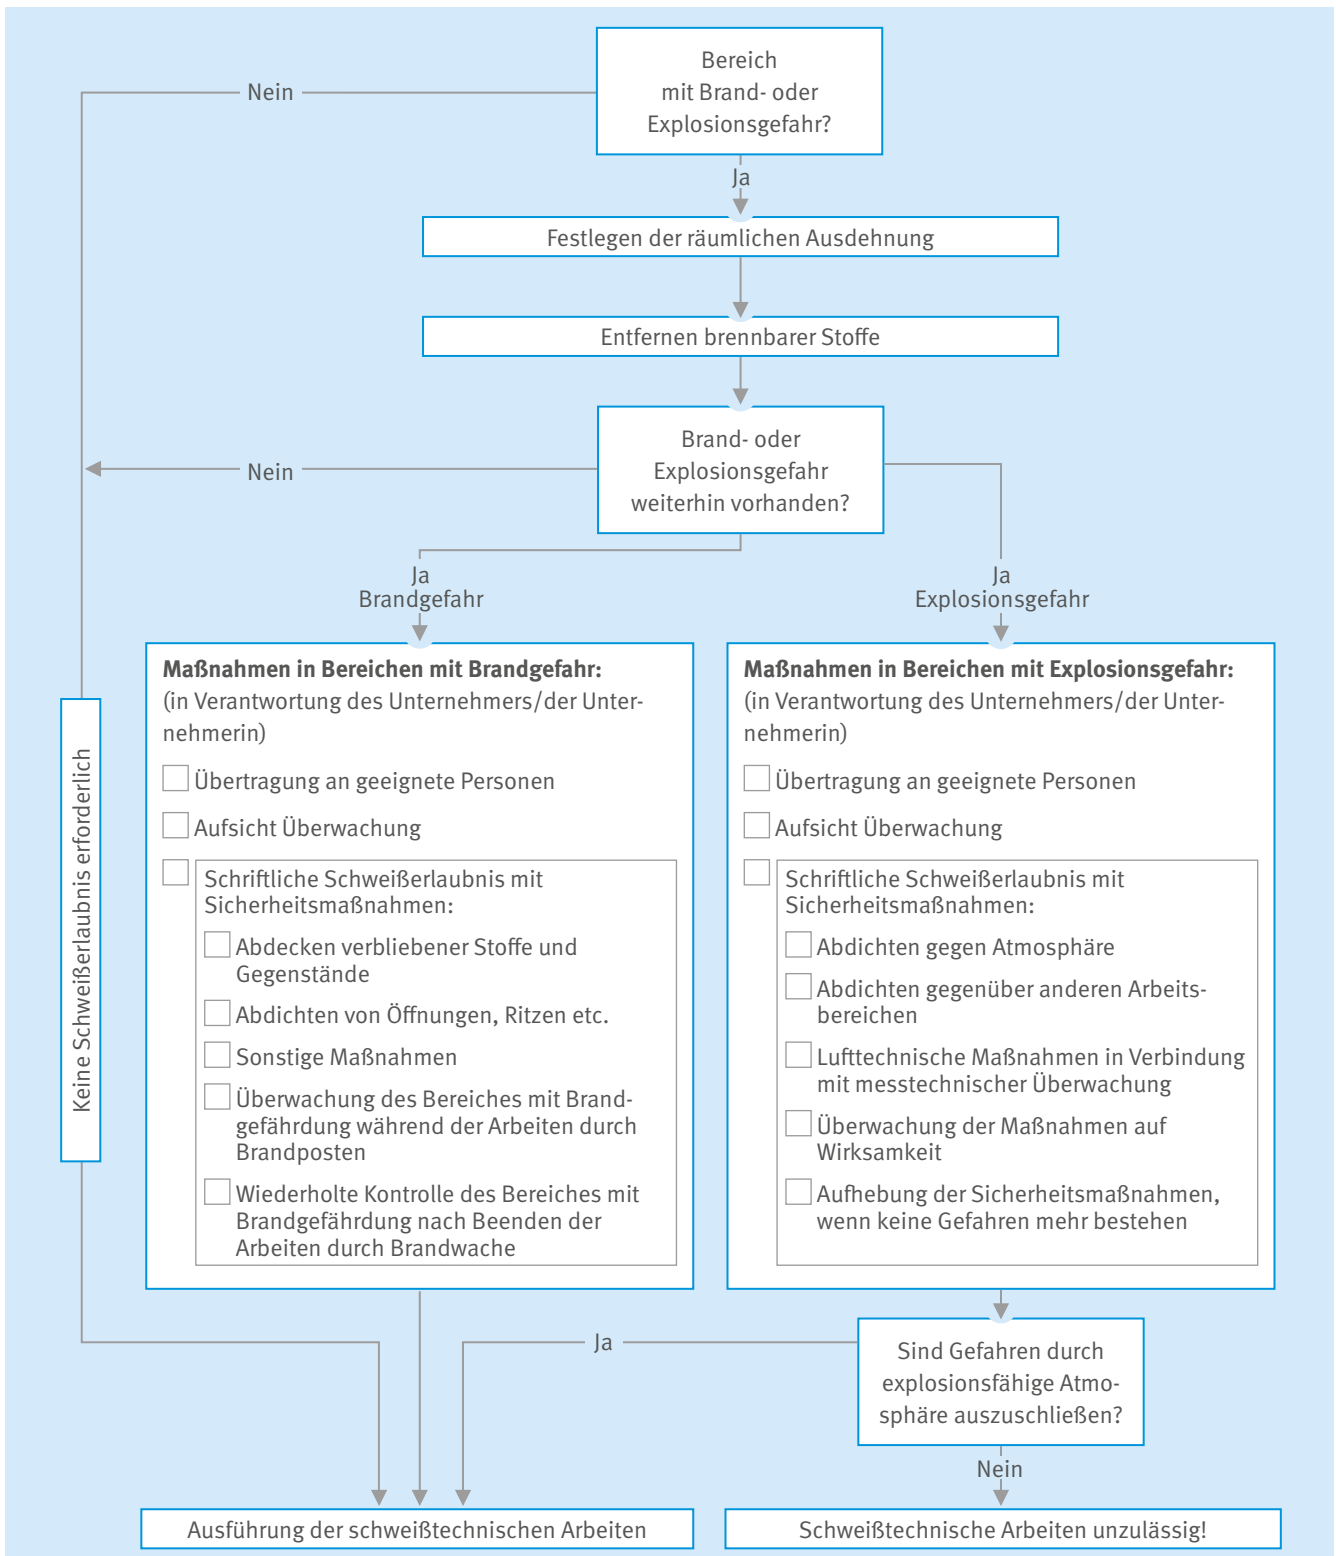 Bereich
mit Brand- oder
Explosionsgefahr?
Nein
Ja
Festlegen der räumlichen Ausdehnung
Entfernen brennbarer Stoffe
Brand- oder
Explosionsgefahr
weiterhin vorhanden?
Nein
Ja
Brandgefahr
Ja
Explosionsgefahr
Keine Schweißerlaubnis erforderlich
Maßnahmen in Bereichen mit Brandgefahr:
(in Verantwortung des Unternehmers/der Unter-
nehmerin)
Übertragung an geeignete Personen
Aufsicht Überwachung
Schriftliche Schweißerlaubnis mit
Sicherheitsmaßnahmen:
Abdecken verbliebener Stoffe und
Gegenstände
Abdichten von Öffnungen, Ritzen etc.
Sonstige Maßnahmen
Überwachung des Bereiches mit Brand-
gefährdung während der Arbeiten durch
Brandposten
Wiederholte Kontrolle des Bereiches mit
Brandgefährdung nach Beenden der
Arbeiten durch Brandwache
Maßnahmen in Bereichen mit Explosionsgefahr:
(in Verantwortung des Unternehmers/der Unter-
nehmerin)
Übertragung an geeignete Personen
Aufsicht Überwachung
Schriftliche Schweißerlaubnis mit
Sicherheitsmaßnahmen:
Abdichten gegen Atmosphäre
Abdichten gegenüber anderen Arbeits-
bereichen
Lufttechnische Maßnahmen in Verbindung
mit messtechnischer Überwachung
Überwachung der Maßnahmen auf
Wirksamkeit
Aufhebung der Sicherheitsmaßnahmen,
wenn keine Gefahren mehr bestehen
Ja
Sind Gefahren durch
explosionsfähige Atmo-
sphäre auszuschließen?
Nein
Ausführung der schweißtechnischen Arbeiten
Schweißtechnische Arbeiten unzulässig!